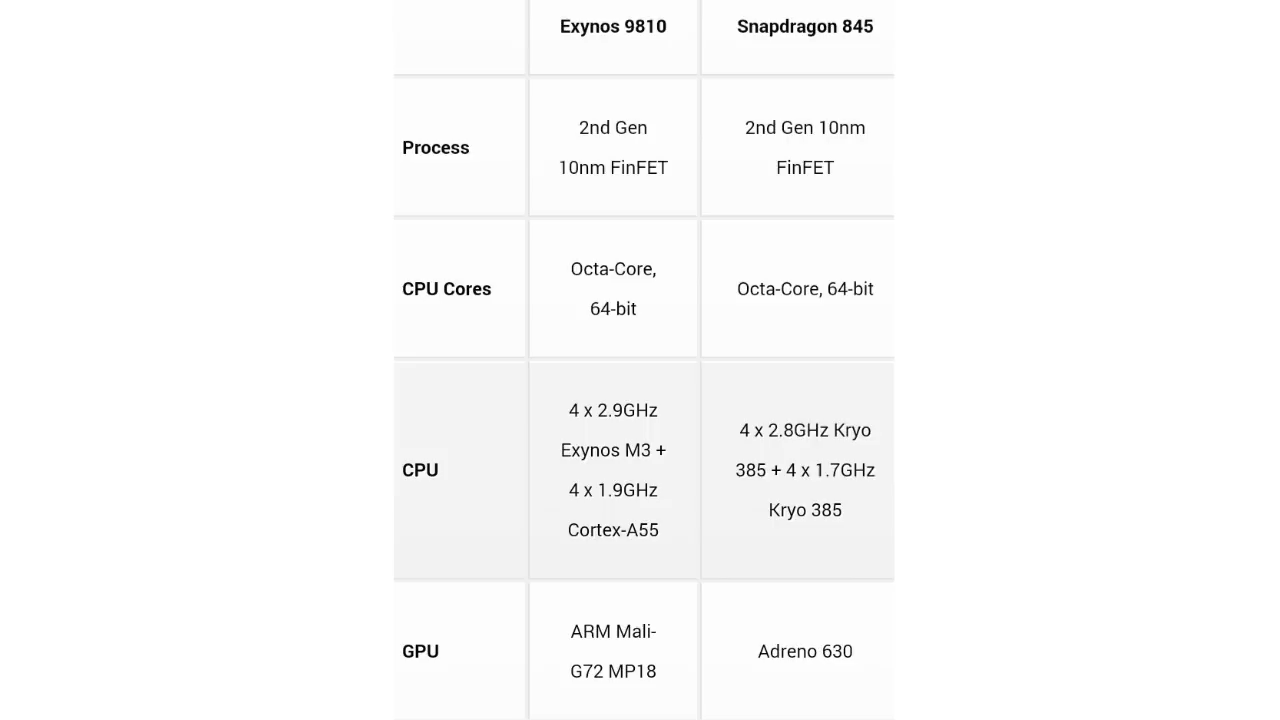 Exynos 9810
Snapdragon 845
Process
2nd Gen
10nm FinFET
2nd Gen 10nm
FinFET
CPU Cores
Octa-Core,
64-bit
Octa-Core, 64-bit
CPU
4 x 2.9GHz
Exynos M3 +
4 x 1.9GHz
Cortex-A55
4 x 2.8GHz Kryo
385 + 4 x 1.7GHz
Kryo 385
GPU
ARM Mali-
G72 MP18
Adreno 630